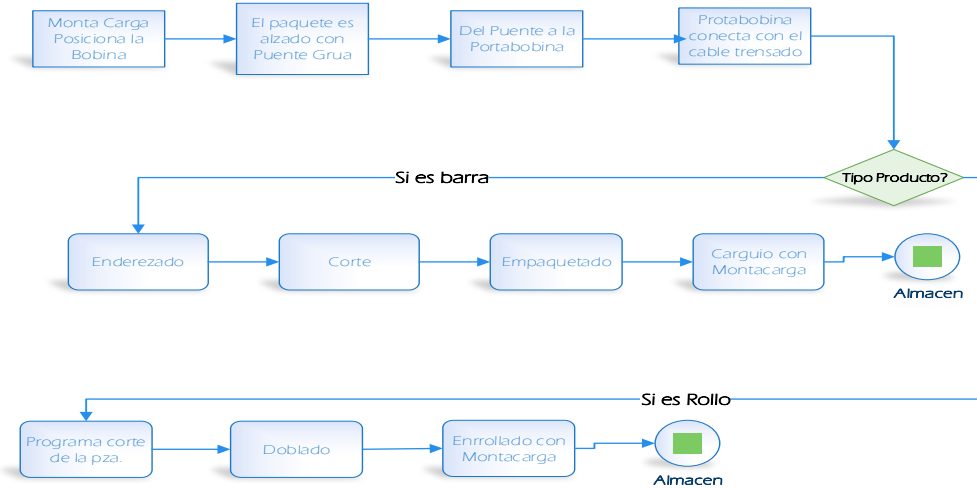 Monta Carga
Posiciona la
Bobina
El paquete es
alzado con
Puente Grua
Del Puente a la
Portabobina
Protabobina
conecta con el
cable trensado
Tipo Producto?
Si es barra
Enderezado
Corte
Empaquetado
Carguio con
Montacarga
Almacen
Si es Rollo
Programa corte
de la pza.
Doblado
Enrrollado con
Montacarga
Almacen